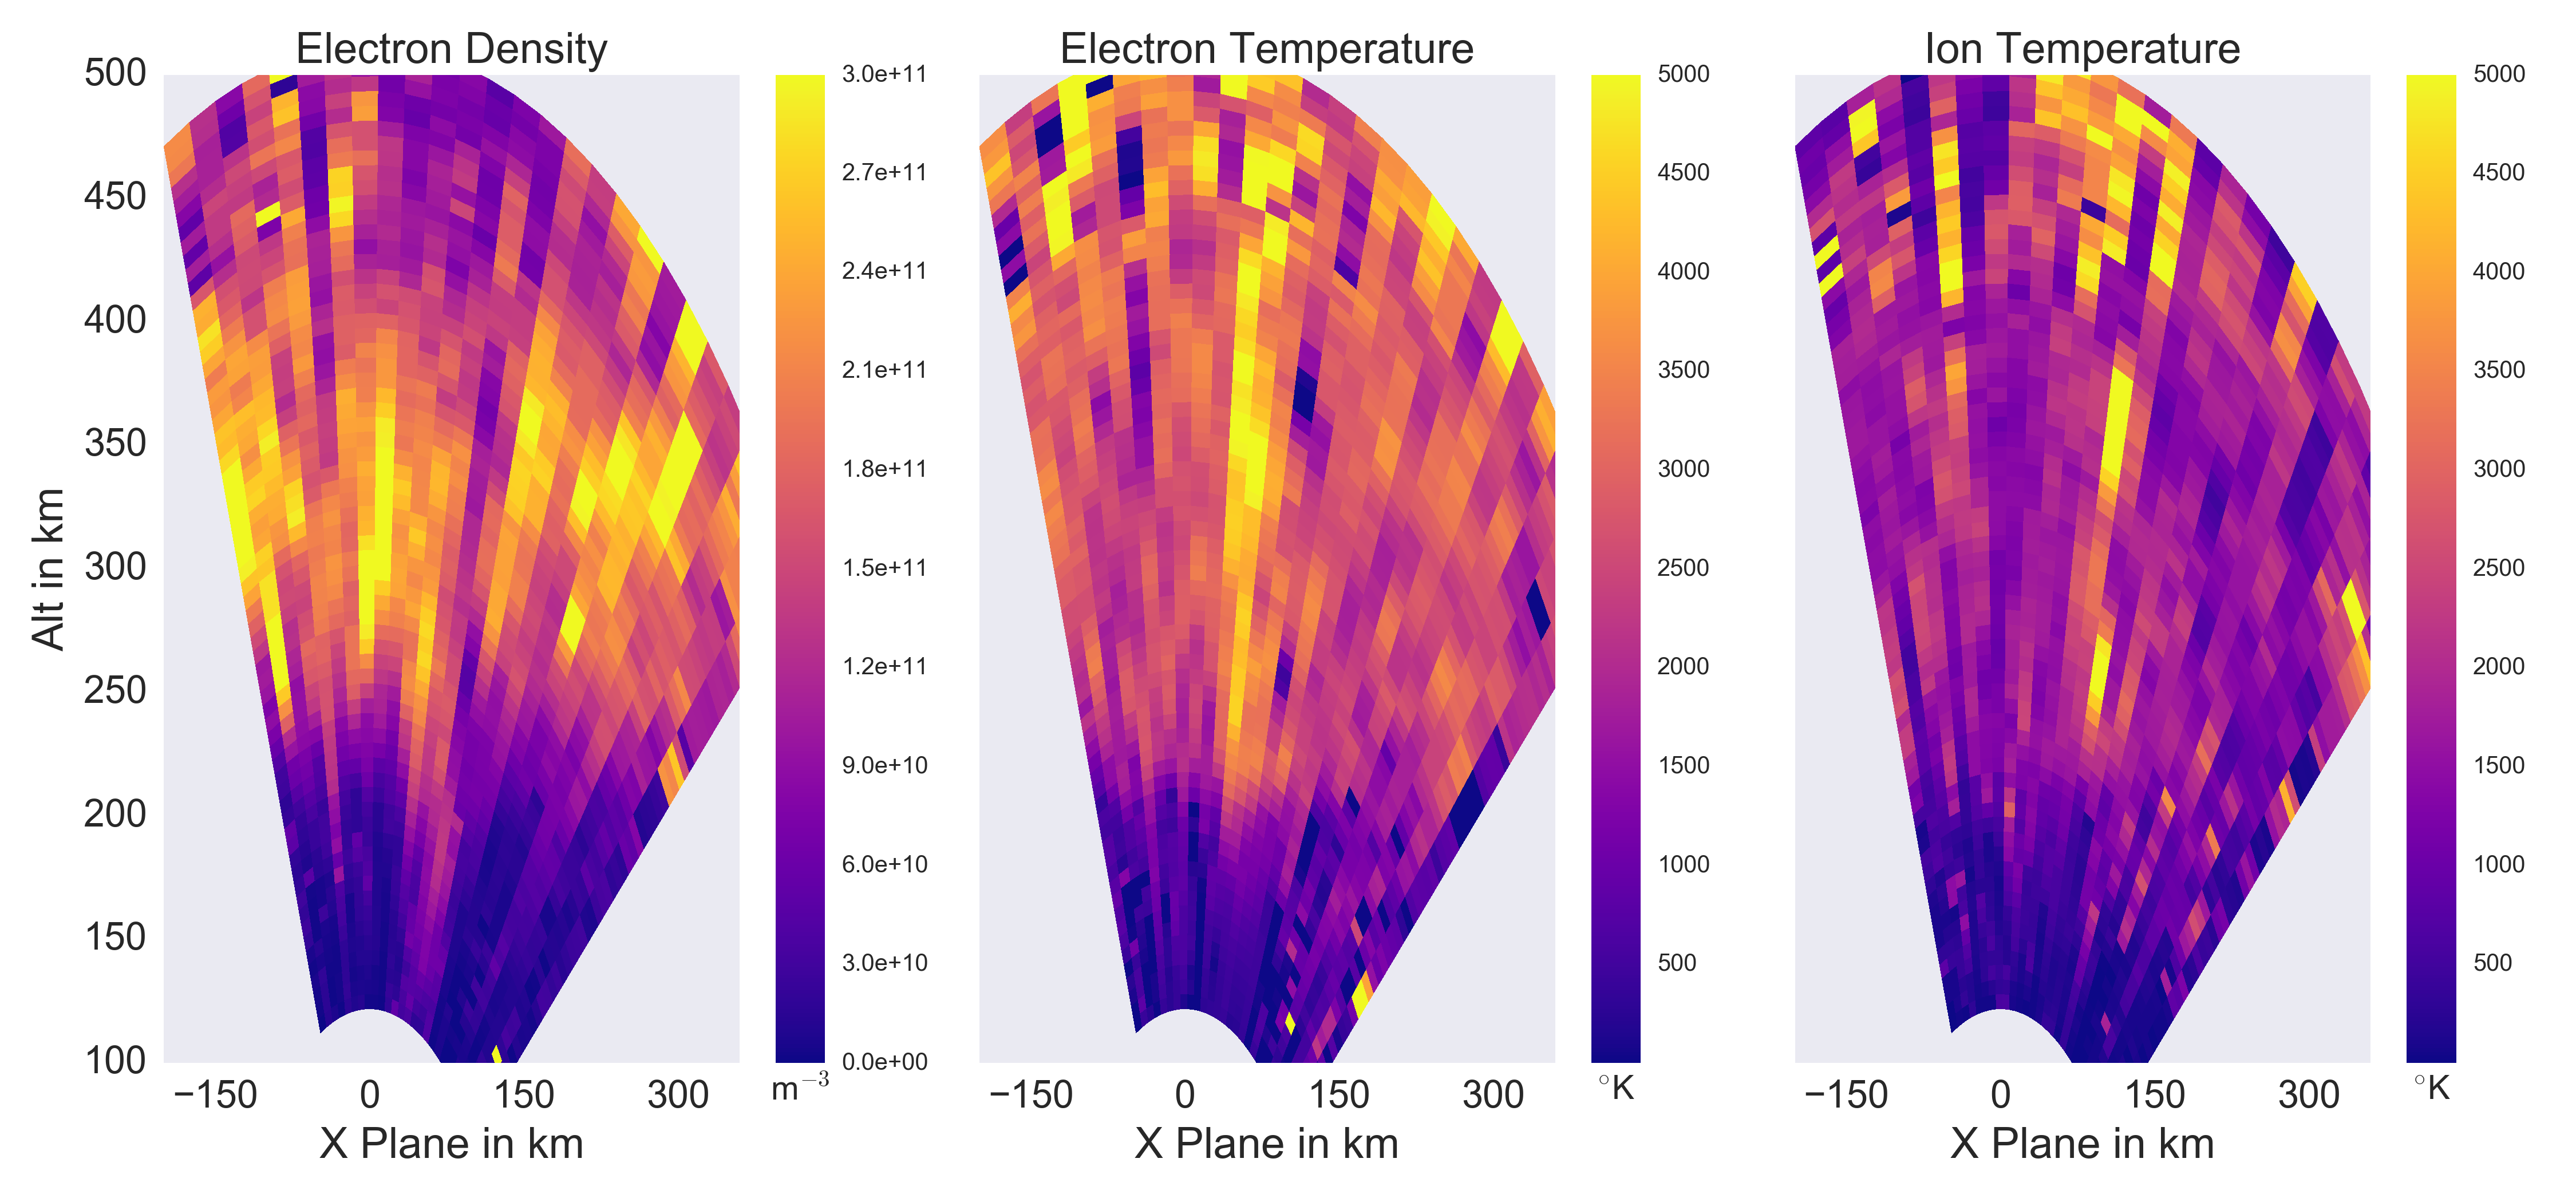 Electron Density
Electron Temperature
Ion Temperature
500
450
400
350
300
250
200
150
100
Alt in km
−150 0 150 300
X Plane in km
3.0e+11
2.7e+11
2.4e+11
2.1e+11
1.8e+11
1.5e+11
1.2e+11
9.0e+10
6.0e+10
3.0e+10
0.0e+00
m⁻³
−150 0 150 300
X Plane in km
5000
4500
4000
3500
3000
2500
2000
1500
1000
500
°K
−150 0 150 300
X Plane in km
5000
4500
4000
3500
3000
2500
2000
1500
1000
500
°K